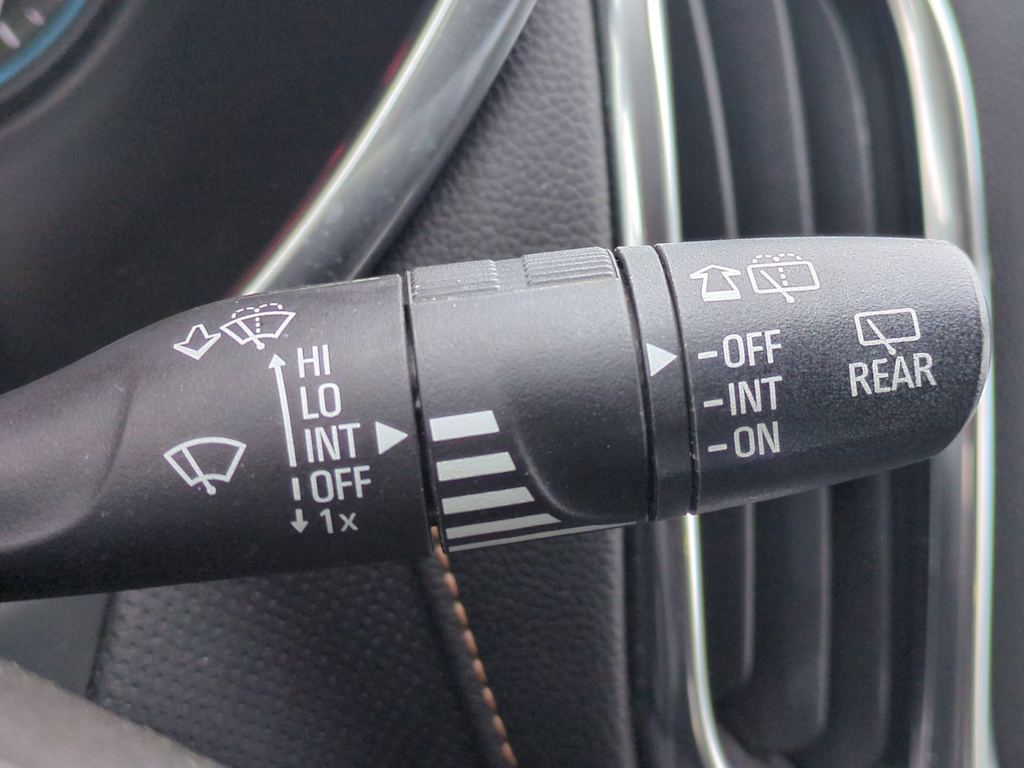 HI
LO
INT
OFF
1x
-OFF
-INT
-ON
REAR